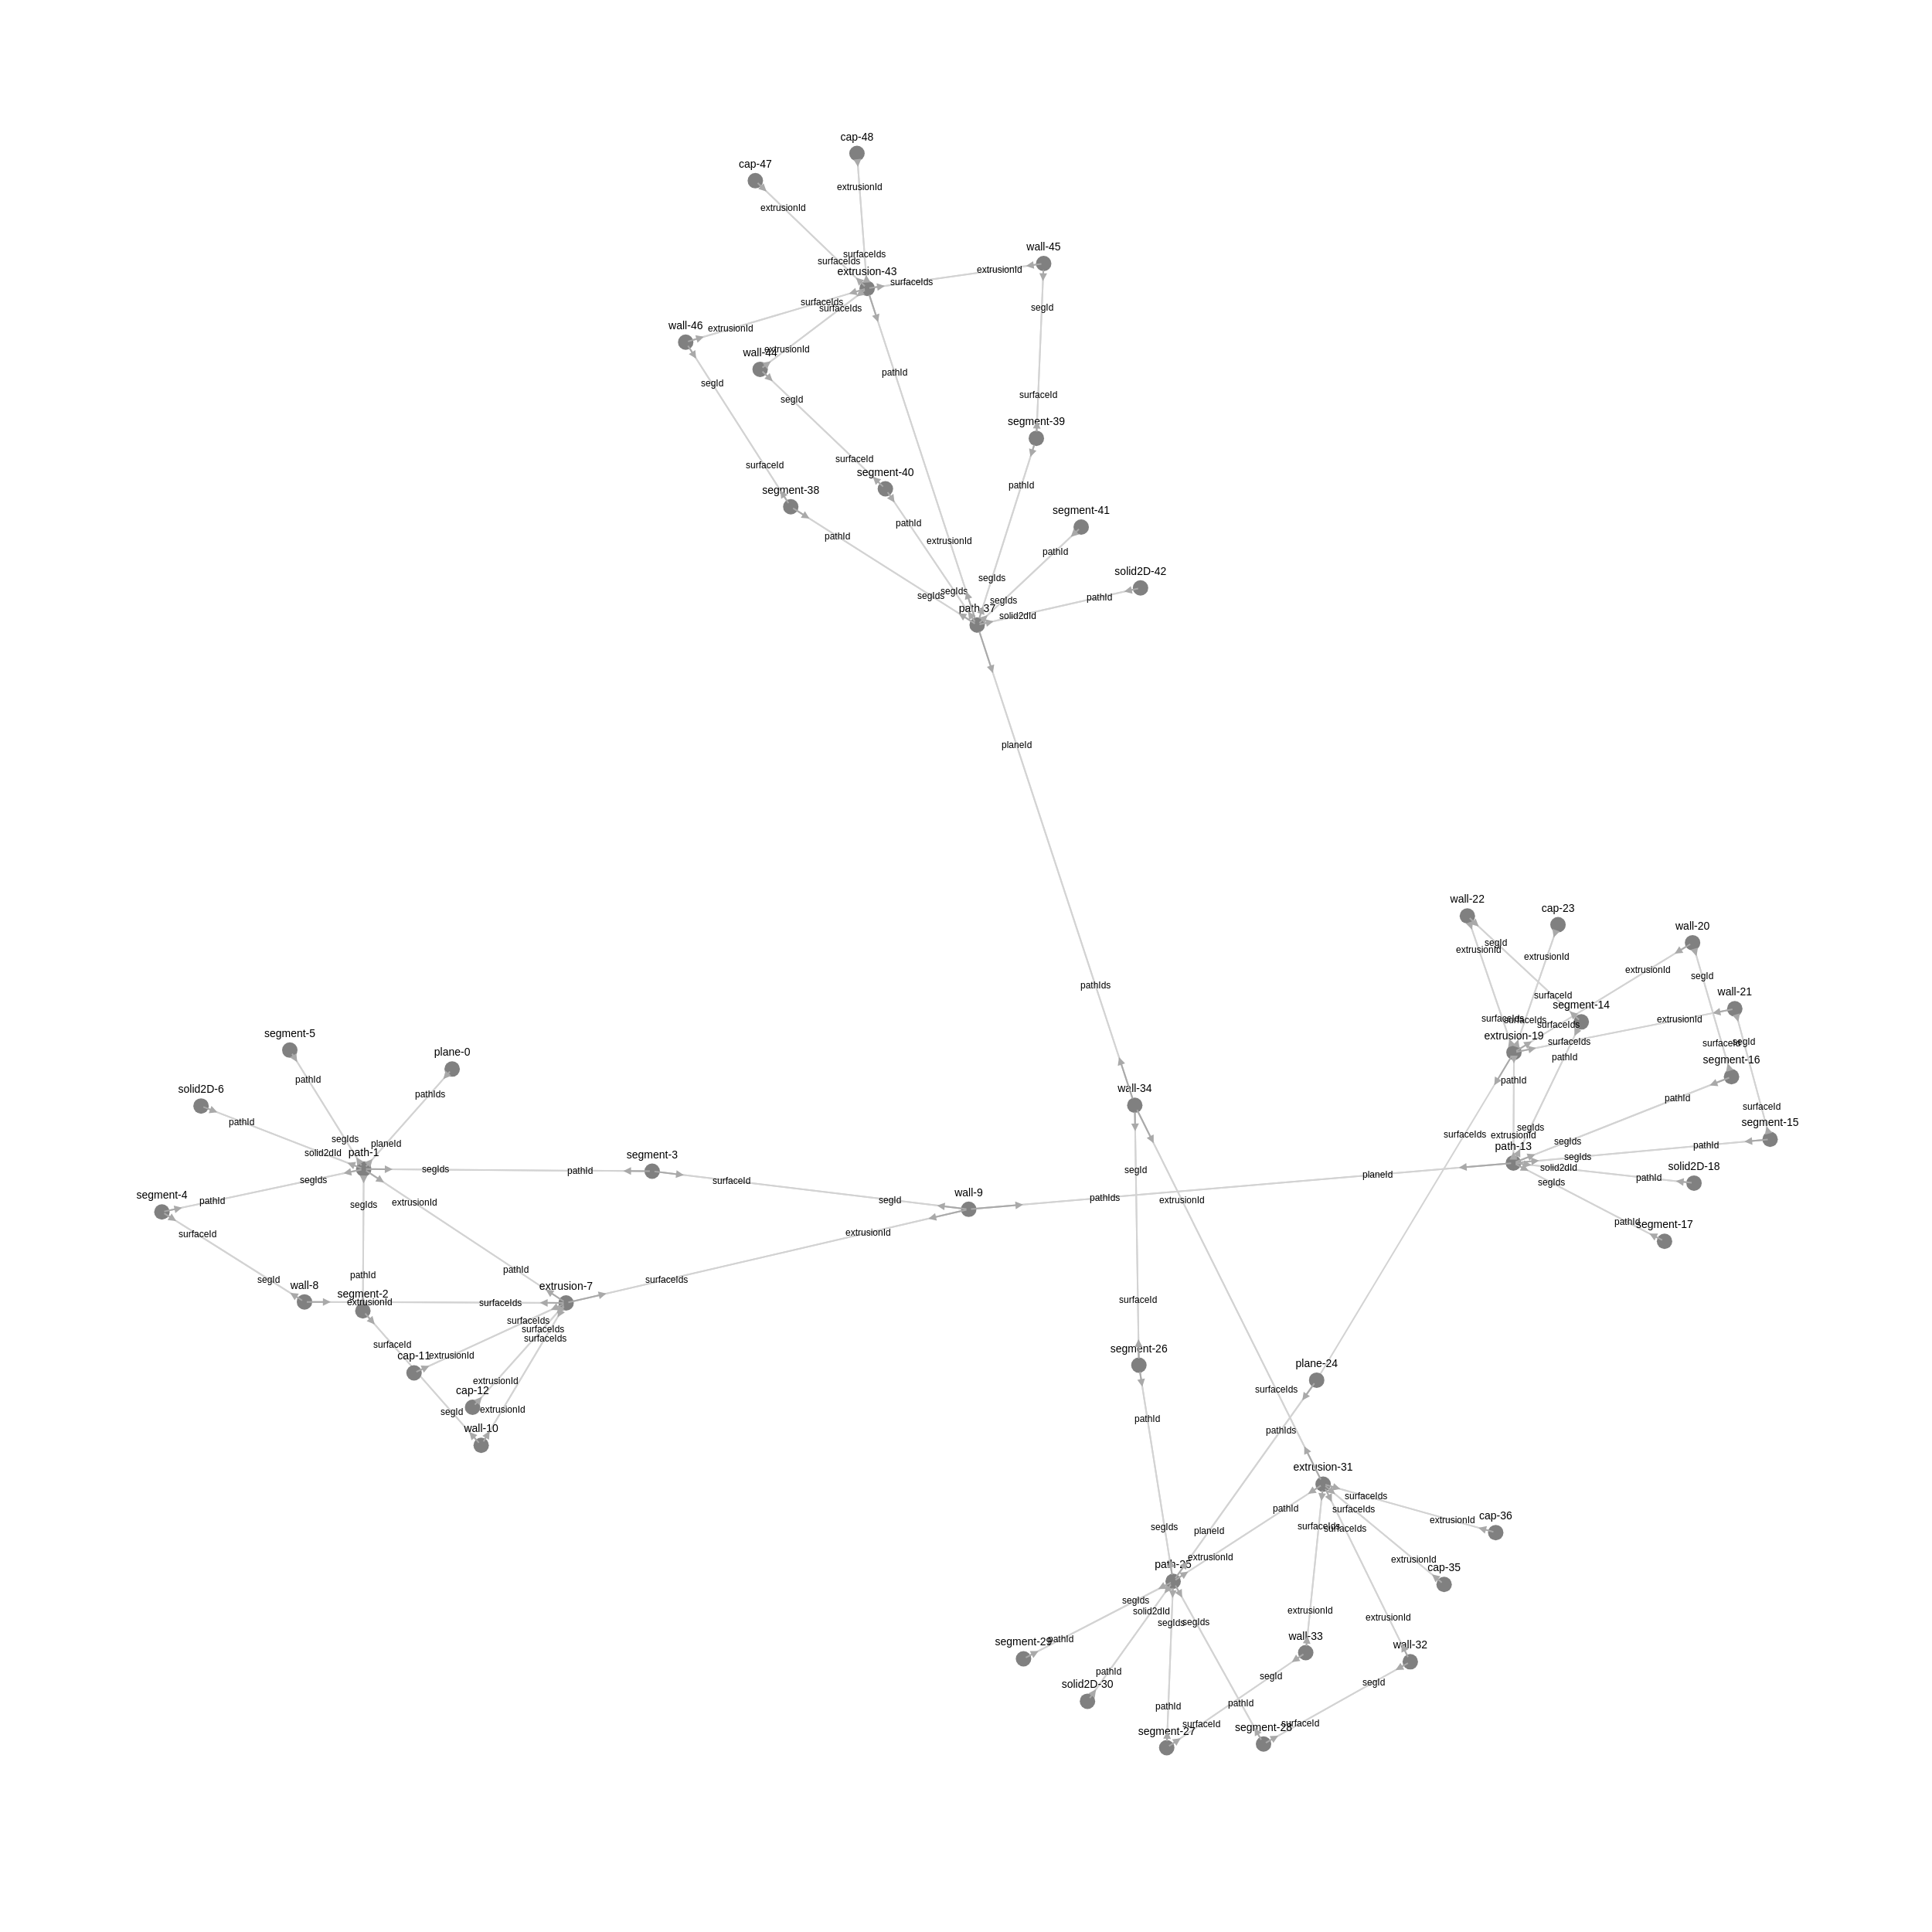 cap-48
cap-47
extrusionId
extrusionId
wall-45
surfaceIds
surfaceIds
extrusionId
extrusion-43
surfaceIds
surfaceIds
surfaceIds
segId
wall-46
extrusionId
wall-44
extrusionId
pathId
segId
segId
surfaceId
segment-39
surfaceId
surfaceId
segment-40
segment-38
pathId
segment-41
pathId
pathId
extrusionId
pathId
solid2D-42
segIds
segIds
segIds
segIds
pathId
path-37
solid2dId
planeId
wall-22
cap-23
wall-20
segId
extrusionId
extrusionId
extrusionId
segId
pathIds
wall-21
surfaceId
segment-14
surfaceIds
surfaceIds
extrusionId
surfaceIds
segment-5
extrusion-19
surfaceIds
surfaceId
segId
plane-0
pathId
segment-16
pathId
pathId
solid2D-6
wall-34
pathIds
pathId
surfaceId
pathId
segment-15
segIds
extrusionId
surfaceIds
segIds
planeId
segIds
pathId
solid2dId
path-1
segment-3
path-13
segIds
solid2D-18
segIds
pathId
segId
planeId
solid2dId
pathId
segIds
surfaceId
segIds
segment-4
wall-9
pathId
segIds
extrusionId
segId
pathIds
extrusionId
pathId
segment-17
surfaceId
extrusionId
pathId
pathId
segId
wall-8
extrusion-7
surfaceIds
segment-2
extrusionId
surfaceIds
surfaceId
surfaceIds
surfaceIds
surfaceIds
surfaceId
segment-26
cap-11
extrusionId
plane-24
extrusionId
cap-12
surfaceIds
segId
extrusionId
pathId
wall-10
pathIds
extrusion-31
surfaceIds
pathId
surfaceIds
cap-36
extrusionId
segIds
surfaceIds
surfaceIds
planeId
extrusionId
extrusionId
path-25
cap-35
segIds
solid2dId
segIds
segIds
extrusionId
extrusionId
segment-29
pathId
wall-33
wall-32
pathId
segId
solid2D-30
segId
pathId
pathId
segment-27
surfaceId
segment-28
surfaceId